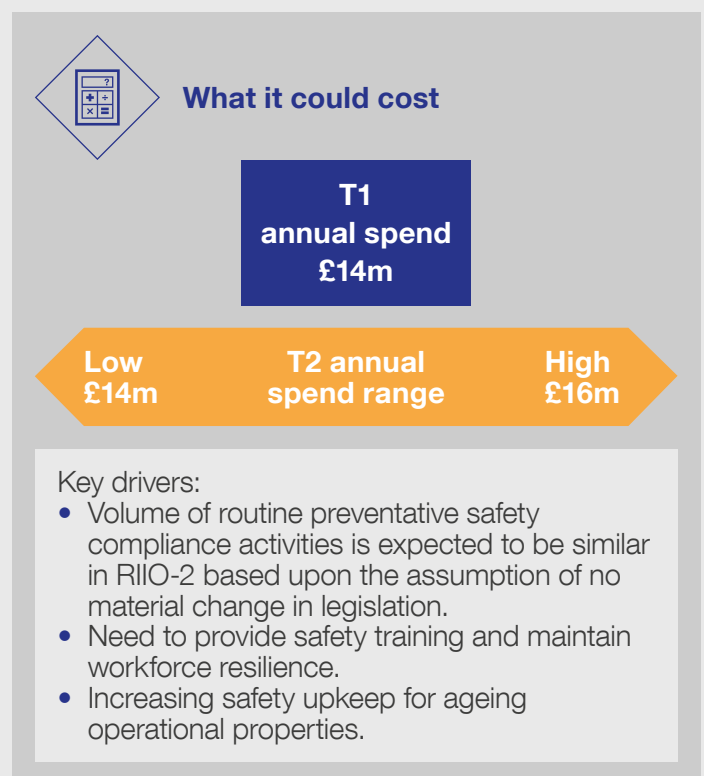 ?
+ ÷
× =
What it could cost
T1
annual spend
£14m
Low T2 annual High
£14m spend range £16m
Key drivers:
• Volume of routine preventative safety
compliance activities is expected to be similar
in RIIO-2 based upon the assumption of no
material change in legislation.
• Need to provide safety training and maintain
workforce resilience.
• Increasing safety upkeep for ageing
operational properties.